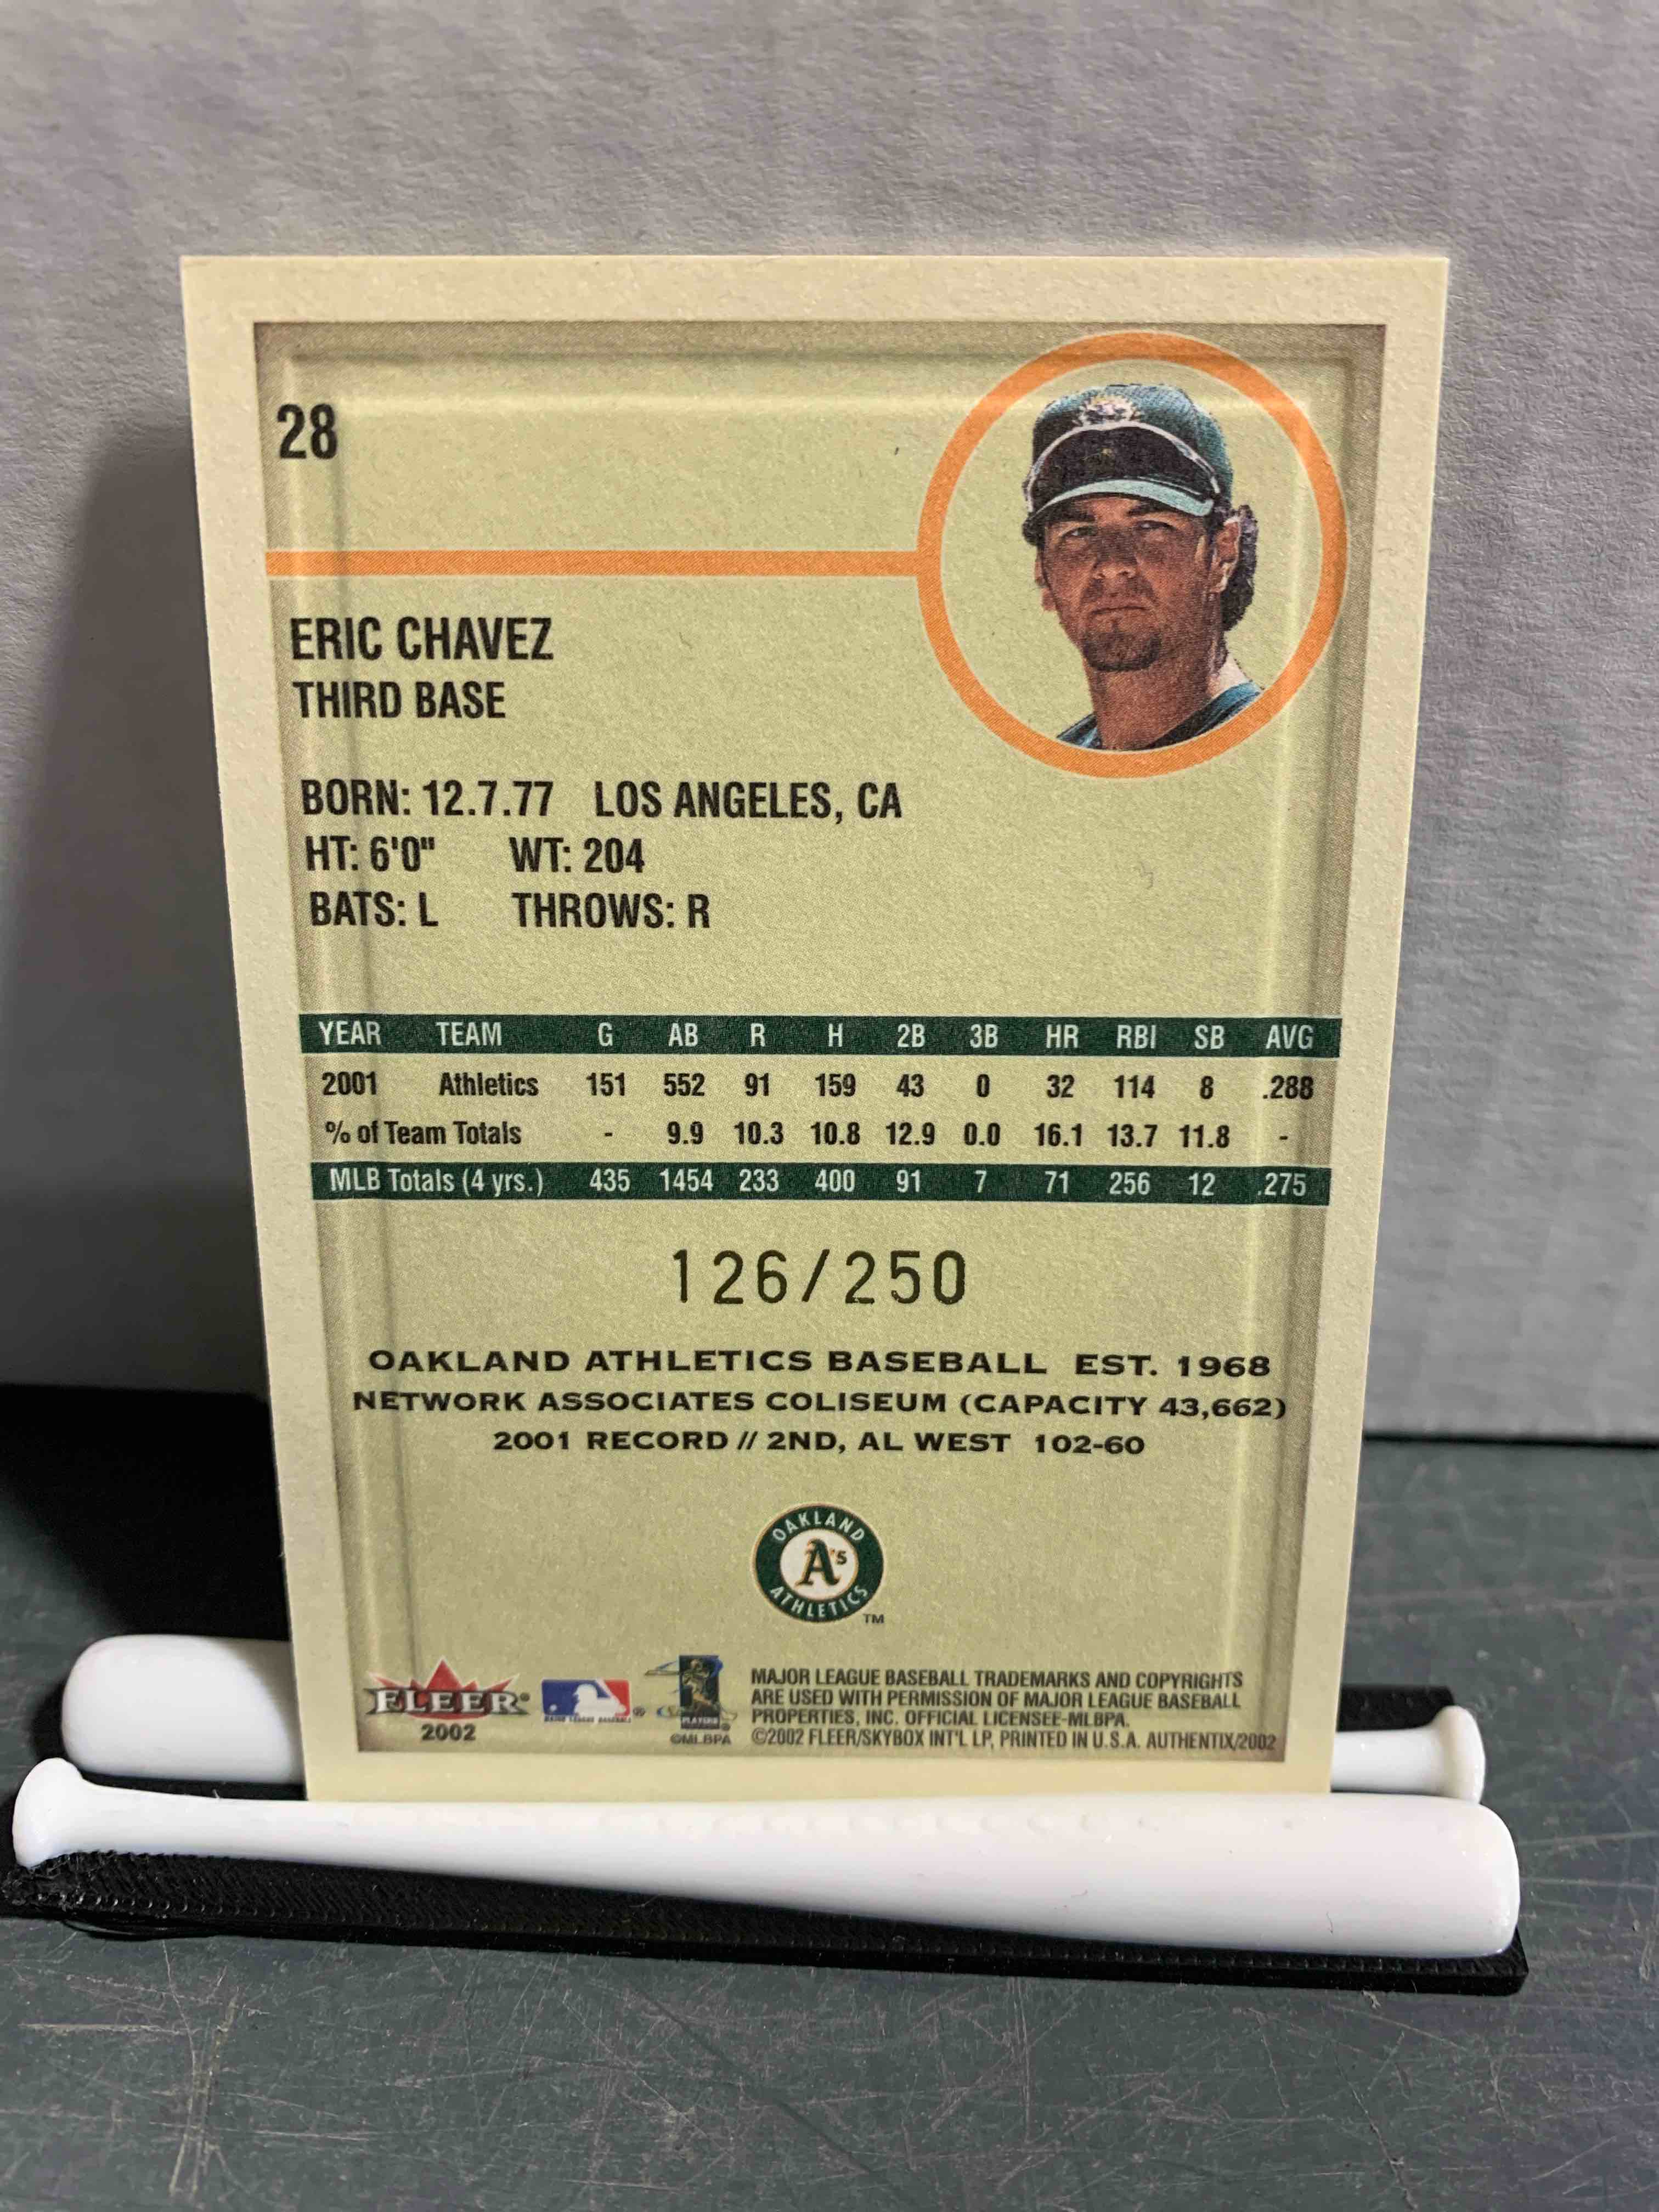 28
ERIC CHAVEZ
THIRD BASE
BORN: 12.7.77 LOS ANGELES, CA
HT: 6'0" WT: 204
BATS: L THROWS: R
YEAR TEAM G AB R H 2B 3B HR RBI SB AVG
2001 Athletics 151 552 91 159 43 0 32 114 8 .288
% of Team Totals - 9.9 10.3 10.8 12.9 0.0 16.1 13.7 11.8 -
MLB Totals (4 yrs.) 435 1454 233 400 91 7 71 256 12 .275
126/250
OAKLAND ATHLETICS BASEBALL EST. 1968
NETWORK ASSOCIATES COLISEUM (CAPACITY 43,662)
2001 RECORD // 2ND, AL WEST 102-60
OAKLAND
A's
ATHLETICS
TM
FLEER®
2002
MAJOR LEAGUE BASEBALL®
PLAYERS®
©MLBPA
MAJOR LEAGUE BASEBALL TRADEMARKS AND COPYRIGHTS
ARE USED WITH PERMISSION OF MAJOR LEAGUE BASEBALL
PROPERTIES, INC. OFFICIAL LICENSEE-MLBPA.
©2002 FLEER/SKYBOX INT'L LP, PRINTED IN U.S.A. AUTHENTIX/2002